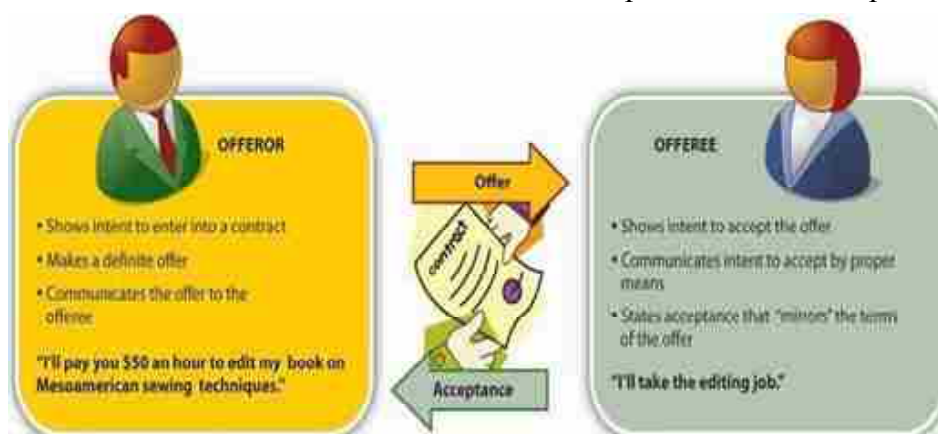 OFFEROR
• Shows intent to enter into a contract
• Makes a definite offer
• Communicates the offer to the
offeree
"I'll pay you $50 an hour to edit my book on
Mesoamerican sewing techniques."
Offer
contract
Acceptance
OFFEREE
• Shows intent to accept the offer
• Communicates intent to accept by proper
means
• States acceptance that "mirrors" the terms
of the offer
"I'll take the editing job."